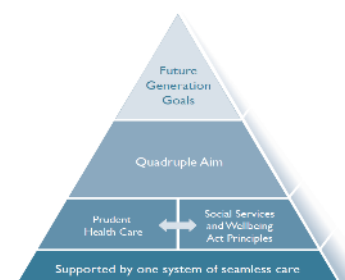 Future
Generation
Goals
Quadruple Aim
Prudent
Health Care
Social Services
and Wellbeing
Act Principles
Supported by one system of seamless care